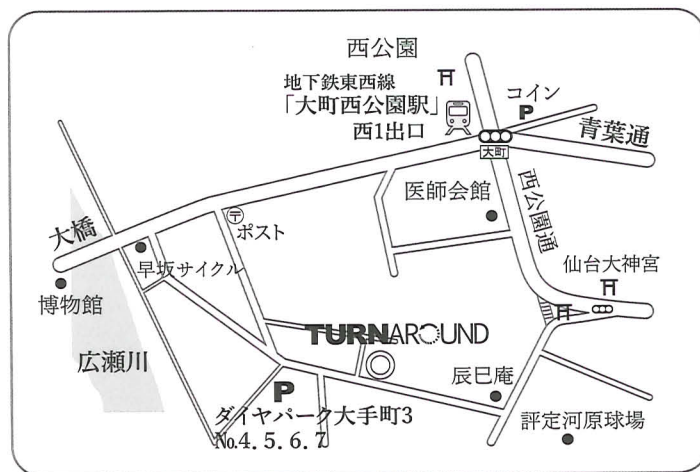 西公園
地下鉄東西線
「大町西公園駅」
西1出口
コイン
P
青葉通
大町
医師会館
西公園通
大橋
〒
ポスト
早坂サイクル
仙台大神宮
博物館
広瀬川
TURNAROUND
辰巳庵
P
ダイヤパーク大手町3
No.4. 5. 6. 7
評定河原球場